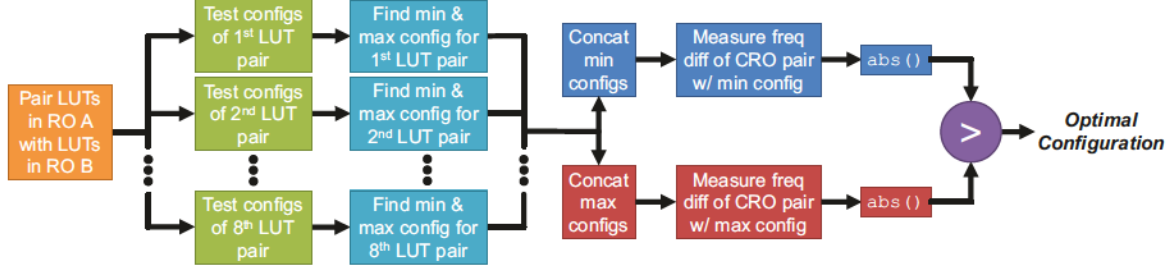 Pair LUTs
in RO A
with LUTs
in RO B
Test configs
of 1st LUT
pair
Find min &
max config for
1st LUT pair
Test configs
of 2nd LUT
pair
Find min &
max config for
2nd LUT pair
Test configs
of 8th LUT
pair
Find min &
max config for
8th LUT pair
Concat
min
configs
Measure freq
diff of CRO pair
w/ min config
abs()
Concat
max
configs
Measure freq
diff of CRO pair
w/ max config
abs()
>
Optimal
Configuration